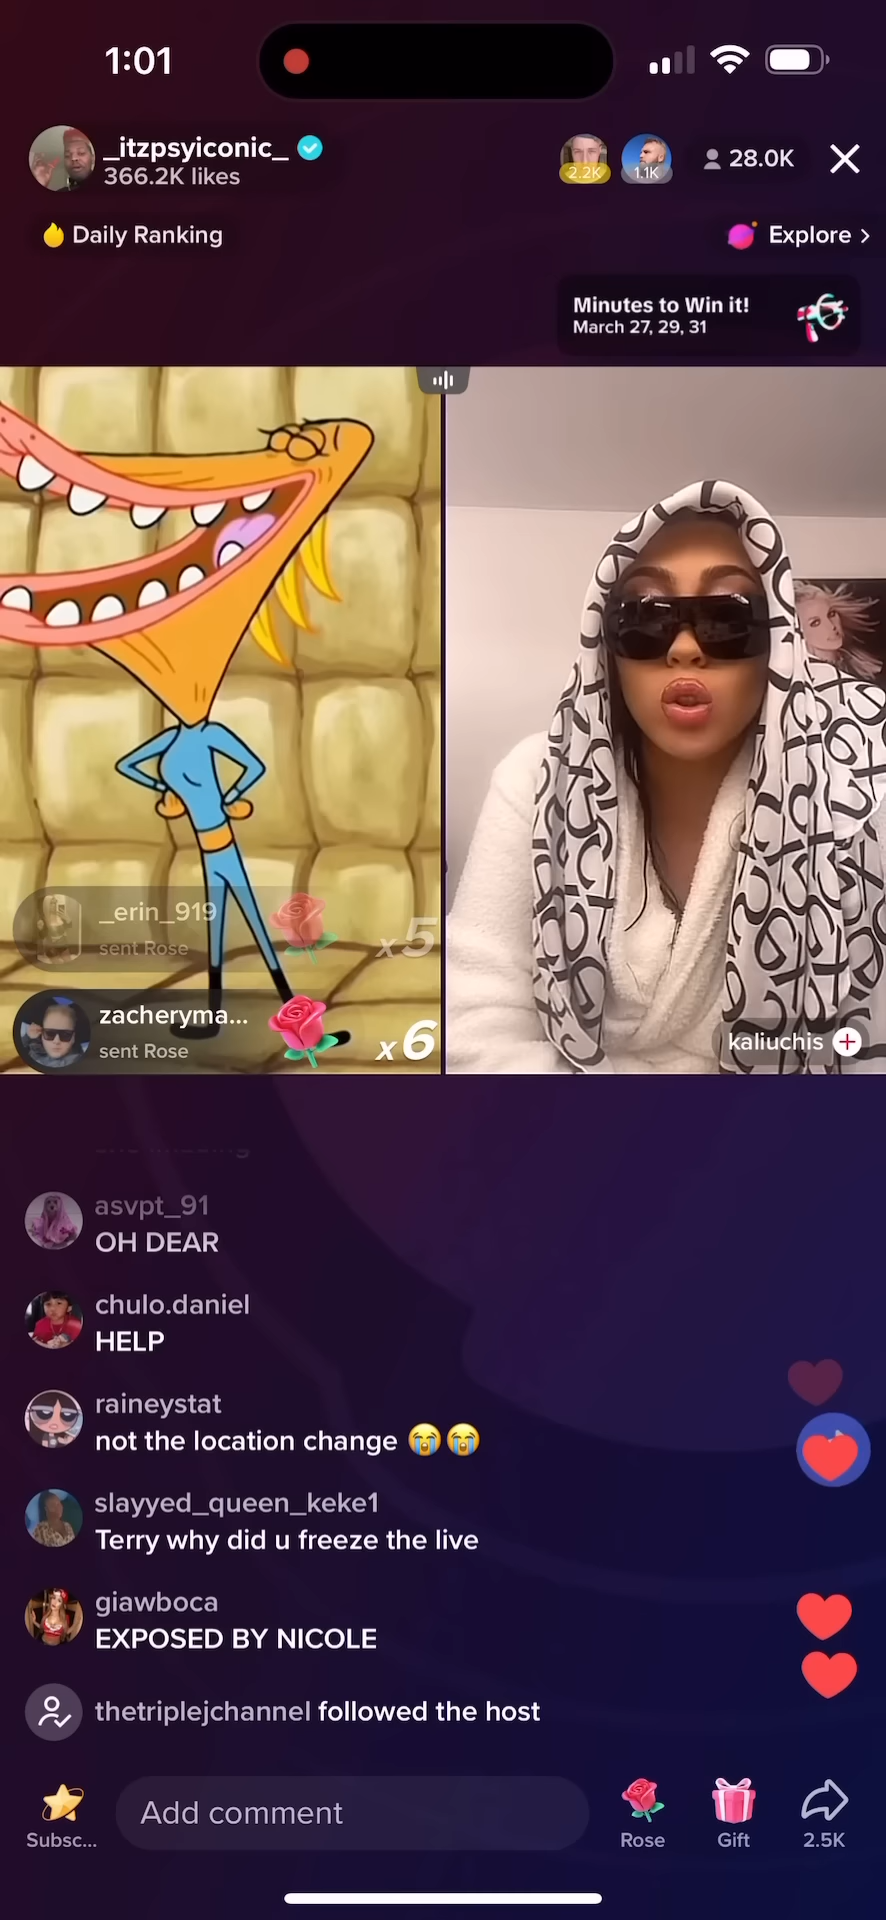 1:01
_itzpsyiconic_
366.2K likes
2.2K
1.1K
28.0K
Daily Ranking
Explore >
Minutes to Win it!
March 27, 29, 31
_erin_919
sent Rose
x5
zacheryma...
sent Rose
x6
kaliuchis
asvpt_91
OH DEAR
chulo.daniel
HELP
raineystat
not the location change 😭😭
slayyed_queen_keke1
Terry why did u freeze the live
giawboca
EXPOSED BY NICOLE
thetriplejchannel followed the host
Add comment
Subsc...
Rose
Gift
2.5K